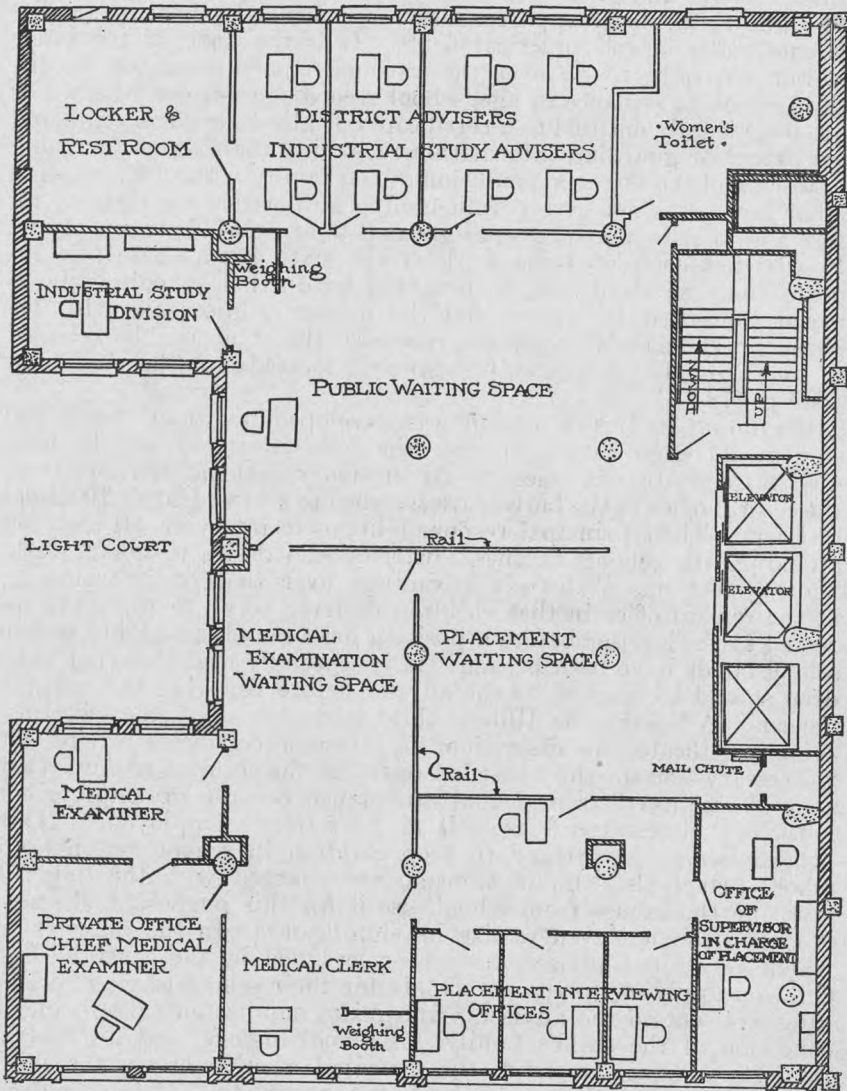 LOCKER &
REST ROOM
DISTRICT ADVISERS
INDUSTRIAL STUDY ADVISERS
Women's
Toilet.
Weighing
Booth
INDUSTRIAL STUDY
DIVISION
PUBLIC WAITING SPACE
DOWN
UP
ELEVATOR
LIGHT COURT
Rail
ELEVATOR
MEDICAL
EXAMINATION
WAITING SPACE
PLACEMENT
WAITING SPACE
MAIL CHUTE
Rail
MEDICAL
EXAMINER
OFFICE
OF
SUPERVISOR
IN CHARGE
OF PLACEMENT
PRIVATE OFFICE
CHIEF MEDICAL
EXAMINER
MEDICAL CLERK
PLACEMENT INTERVIEWING
OFFICES
Weighing
Booth